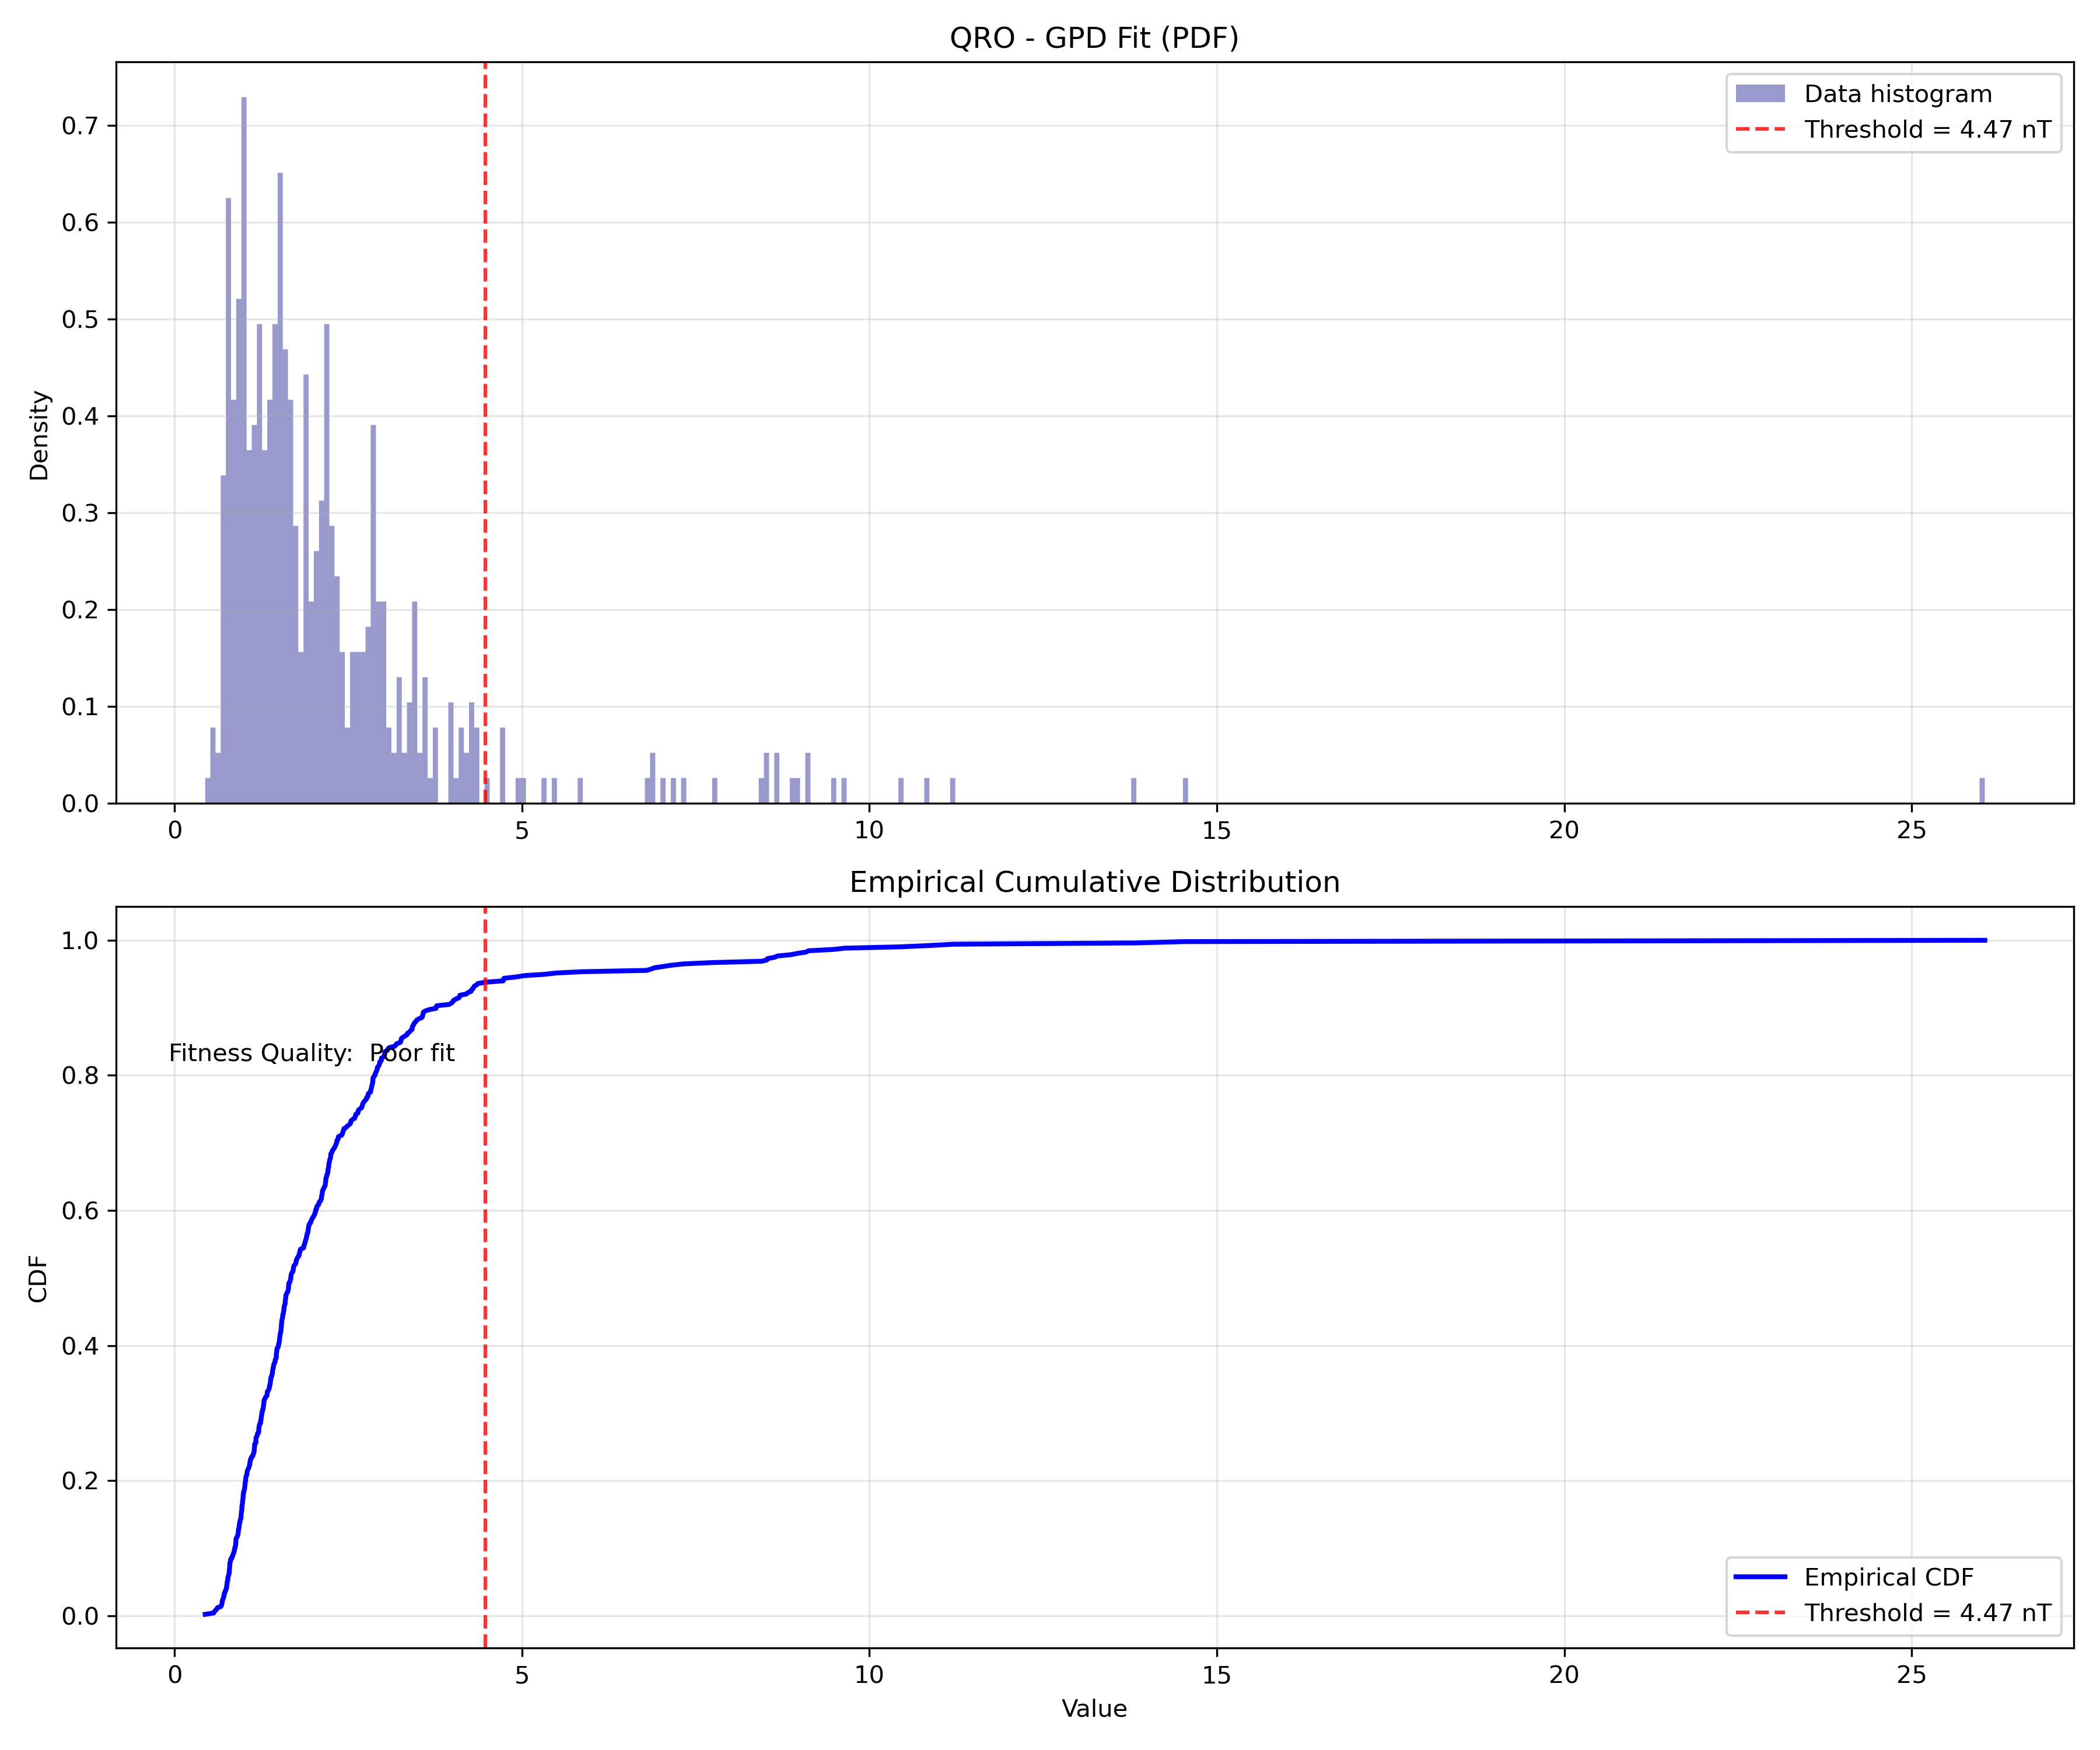 QRO - GPD Fit (PDF)
Data histogram
Threshold = 4.47 nT
Density
0.7
0.6
0.5
0.4
0.3
0.2
0.1
0.0
0 5 10 15 20 25
Empirical Cumulative Distribution
CDF
1.0
0.8
0.6
0.4
0.2
0.0
Fitness Quality: Poor fit
Empirical CDF
Threshold = 4.47 nT
0 5 10 15 20 25
Value